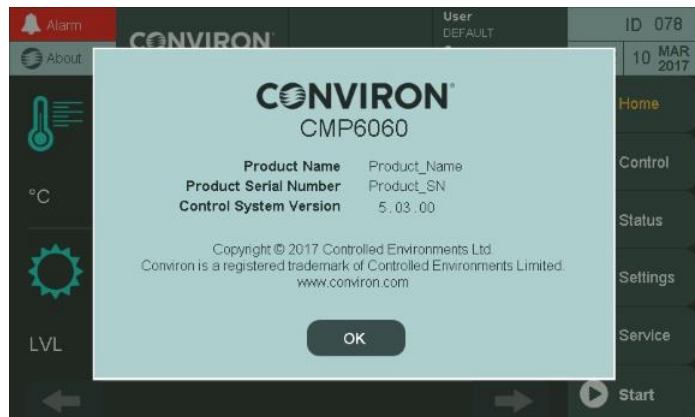 Alarm
CONVIRON
User
DEFAULT
ID 078
About
10 MAR
2017
CONVIRON®
CMP6060
Home
Product Name Product_Name
Product Serial Number Product_SN
Control System Version 5.03.00
Control
°C
Status
Copyright © 2017 Controlled Environments Ltd.
Conviron is a registered trademark of Controlled Environments Limited.
www.conviron.com
Settings
OK
LVL
Service
Start